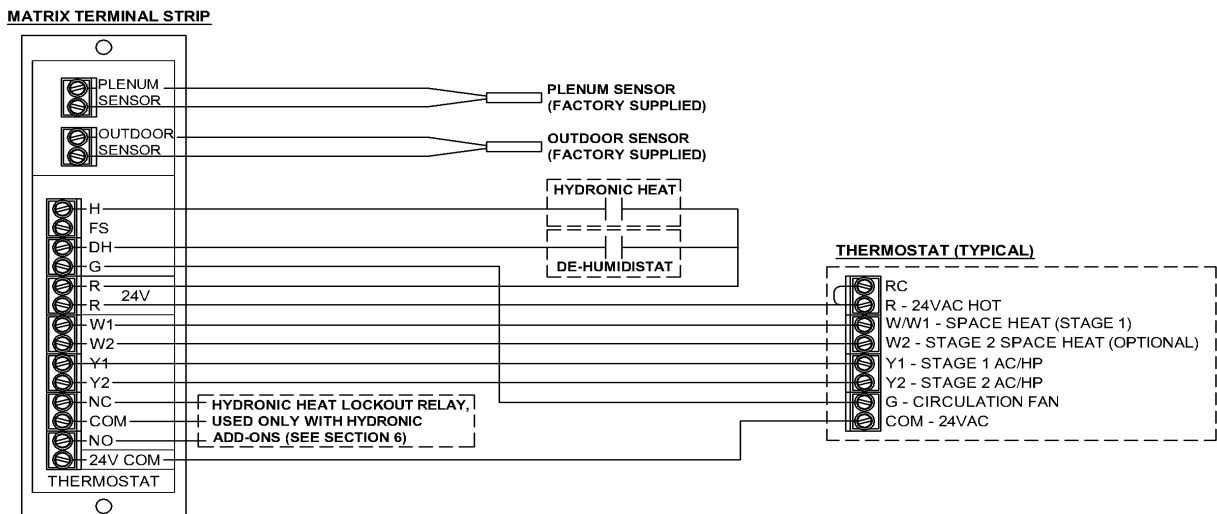 MATRIX TERMINAL STRIP
PLENUM
SENSOR
OUTDOOR
SENSOR
PLENUM SENSOR
(FACTORY SUPPLIED)
OUTDOOR SENSOR
(FACTORY SUPPLIED)
HYDRONIC HEAT
DE-HUMIDISTAT
H
FS
DH
G
R
24V
R
W1
W2
Y1
Y2
NC
COM
NO
24V COM
THERMOSTAT
HYDRONIC HEAT LOCKOUT RELAY,
USED ONLY WITH HYDRONIC
ADD-ONS (SEE SECTION 6)
THERMOSTAT (TYPICAL)
RC
R - 24VAC HOT
W/W1 - SPACE HEAT (STAGE 1)
W2 - STAGE 2 SPACE HEAT (OPTIONAL)
Y1 - STAGE 1 AC/HP
Y2 - STAGE 2 AC/HP
G - CIRCULATION FAN
COM - 24VAC